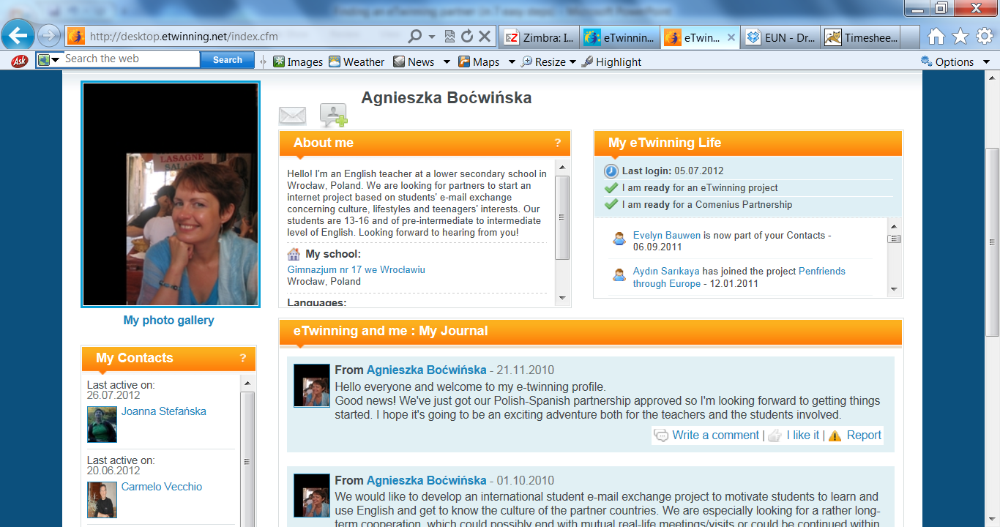 Finding an eTwinning partner (in 7 easy steps) - Microsoft PowerPoint
http://desktop.etwinning.net/index.cfm
Zimbra: I...
eTwinnin...
eTwin...
EUN - Dr...
Timeshee...
Ask
Search the web
Search
Images
Weather
News
Maps
Resize
Highlight
Options
LASAGNE
Agnieszka Boćwińska
About me
?
Hello! I'm an English teacher at a lower secondary school in
Wrocław, Poland. We are looking for partners to start an
internet project based on students' e-mail exchange
concerning culture, lifestyles and teenagers' interests. Our
students are 13-16 and of pre-intermediate to intermediate
level of English. Looking forward to hearing from you!
My school:
Gimnazjum nr 17 we Wrocławiu
Wrocław, Poland
Languages:
My eTwinning Life
Last login: 05.07.2012
I am ready for an eTwinning project
I am ready for a Comenius Partnership
Evelyn Bauwen is now part of your Contacts -
06.09.2011
Aydın Sarıkaya has joined the project Penfriends
through Europe - 12.01.2011
My photo gallery
My Contacts
?
Last active on:
26.07.2012
Joanna Stefańska
Last active on:
20.06.2012
Carmelo Vecchio
eTwinning and me : My Journal
From Agnieszka Boćwińska - 21.11.2010
Hello everyone and welcome to my e-twinning profile.
Good news! We've just got our Polish-Spanish partnership approved so I'm looking forward to getting things
started. I hope it's going to be an exciting adventure both for the teachers and the students involved.
Write a comment | I like it | Report
From Agnieszka Boćwińska - 01.10.2010
We would like to develop an international student e-mail exchange project to motivate students to learn and
use English and get to know the culture of the partner countries. We are especially looking for a rather long-
term cooperation, which could possibly end with mutual real-life meetings/visits or could be continued within